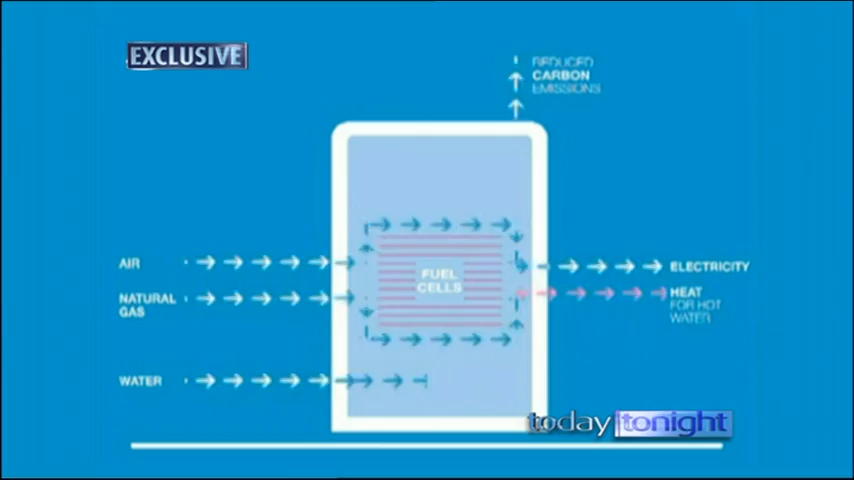 EXCLUSIVE
REDUCED
CARBON
EMISSIONS
AIR
NATURAL
GAS
WATER
FUEL
CELLS
ELECTRICITY
HEAT
FOR HOT
WATER
today tonight